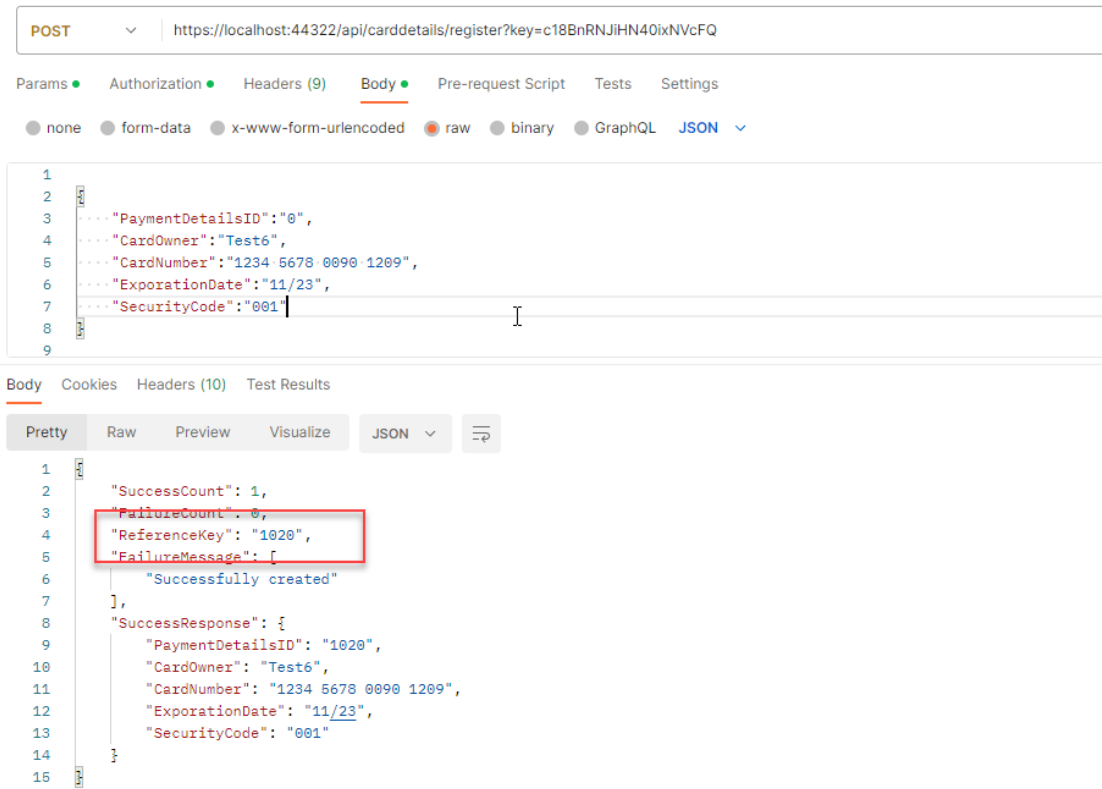 POST https://localhost:44322/api/carddetails/register?key=c18BnRNJiHN40ixNVcFQ
Params Authorization Headers (9) Body Pre-request Script Tests Settings
none form-data x-www-form-urlencoded raw binary GraphQL JSON
1
2 {
3 "PaymentDetailsID":"0",
4 "CardOwner":"Test6",
5 "CardNumber":"1234 5678 0090 1209",
6 "ExporationDate":"11/23",
7 "SecurityCode":"001"
8 }
9
Body Cookies Headers (10) Test Results
Pretty Raw Preview Visualize JSON
1 {
2 "SuccessCount": 1,
3 "FailureCount": 0,
4 "ReferenceKey": "1020",
5 "FailureMessage": [
6 "Successfully created"
7 ],
8 "SuccessResponse": {
9 "PaymentDetailsID": "1020",
10 "CardOwner": "Test6",
11 "CardNumber": "1234 5678 0090 1209",
12 "ExporationDate": "11/23",
13 "SecurityCode": "001"
14 }
15 }